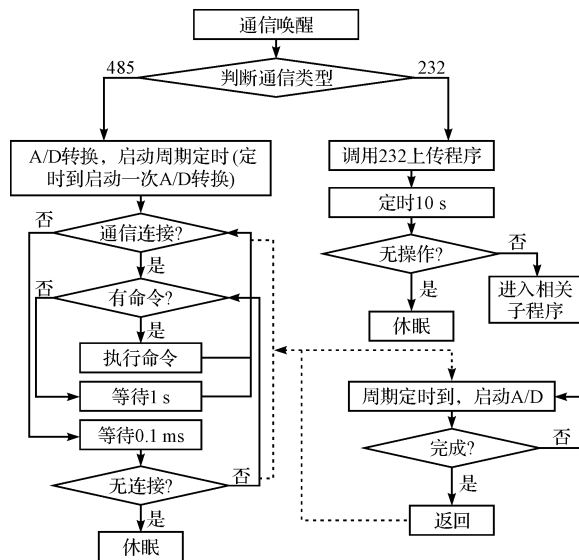 通信唤醒
485
判断通信类型
232
A/D转换，启动周期定时(定
时到启动一次A/D转换)
调用232上传程序
定时10 s
否
通信连接?
是
无操作?
否
是
进入相关
子程序
休眠
否
有命令?
是
执行命令
等待1 s
周期定时到，启动A/D
等待0.1 ms
完成?
否
无连接?
否
是
是
返回
休眠